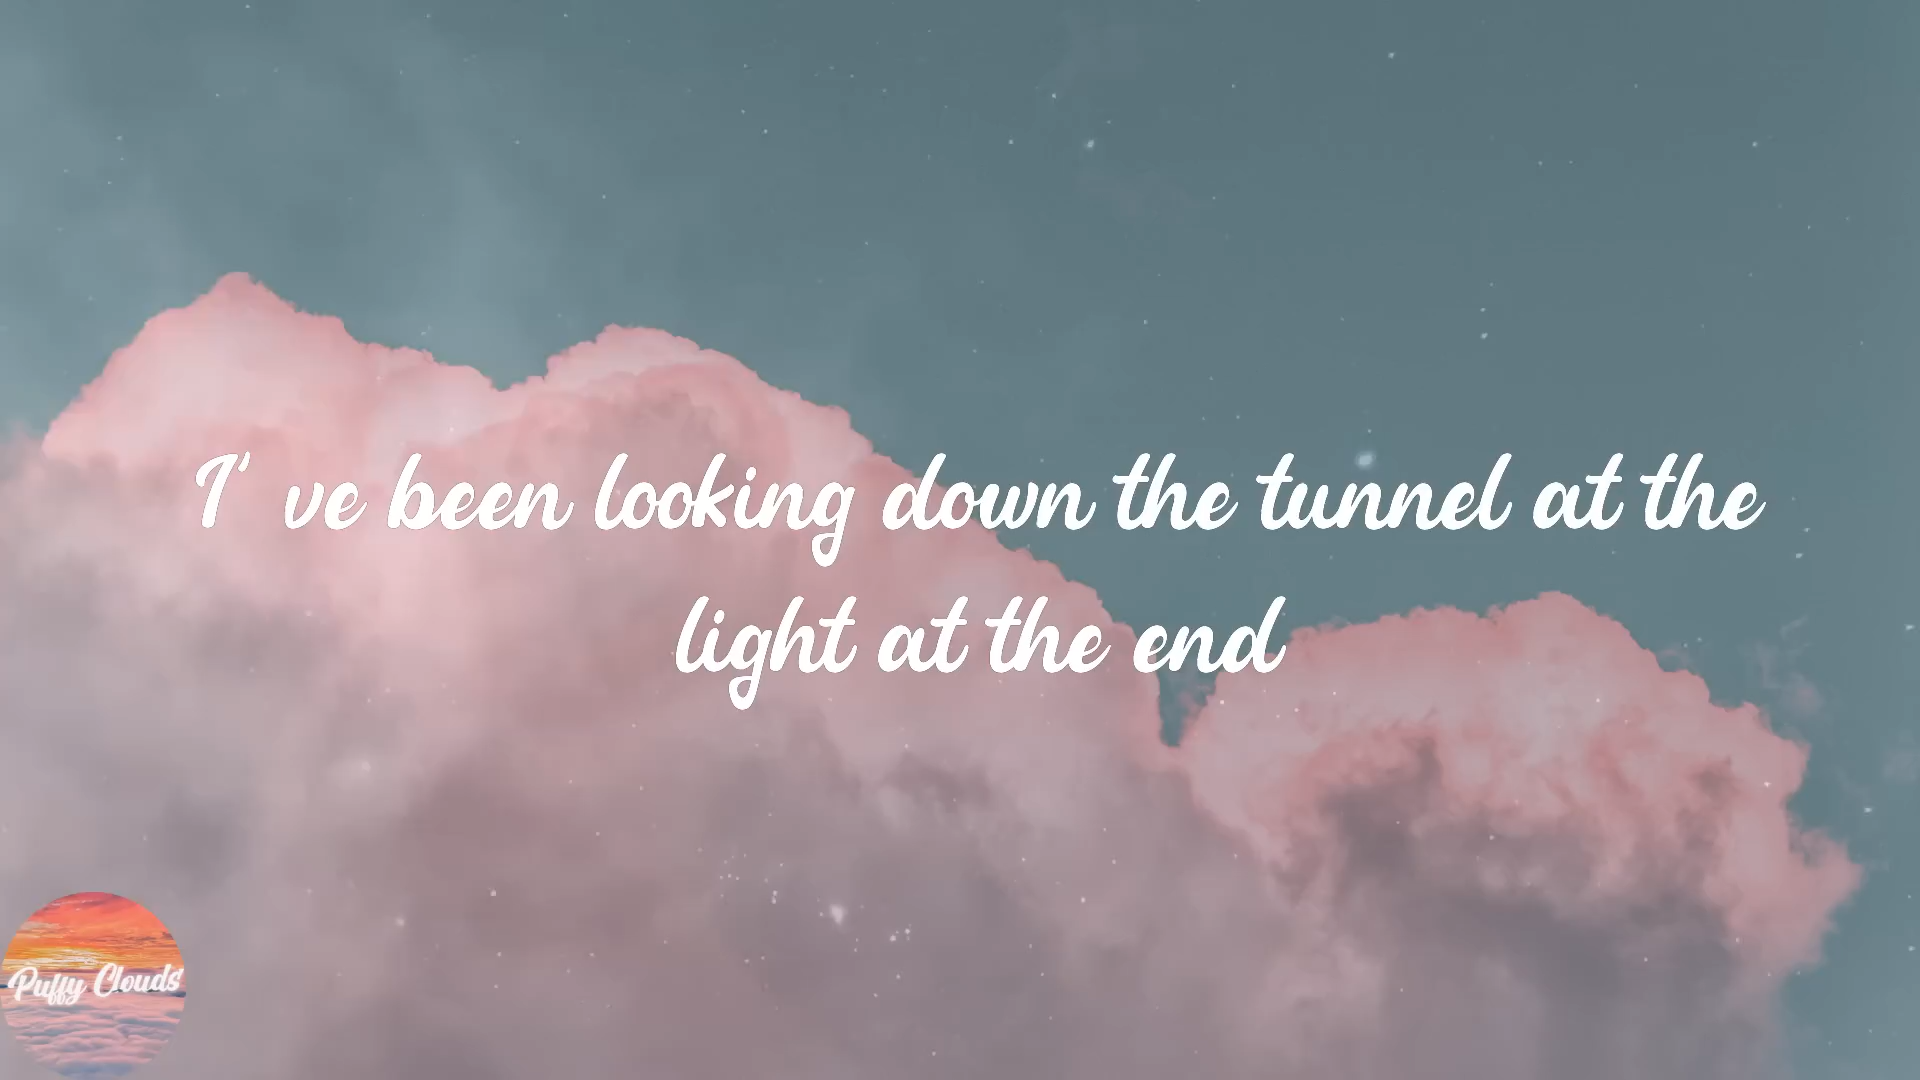 I' ve been looking down the tunnel at the
light at the end
Puffy Clouds